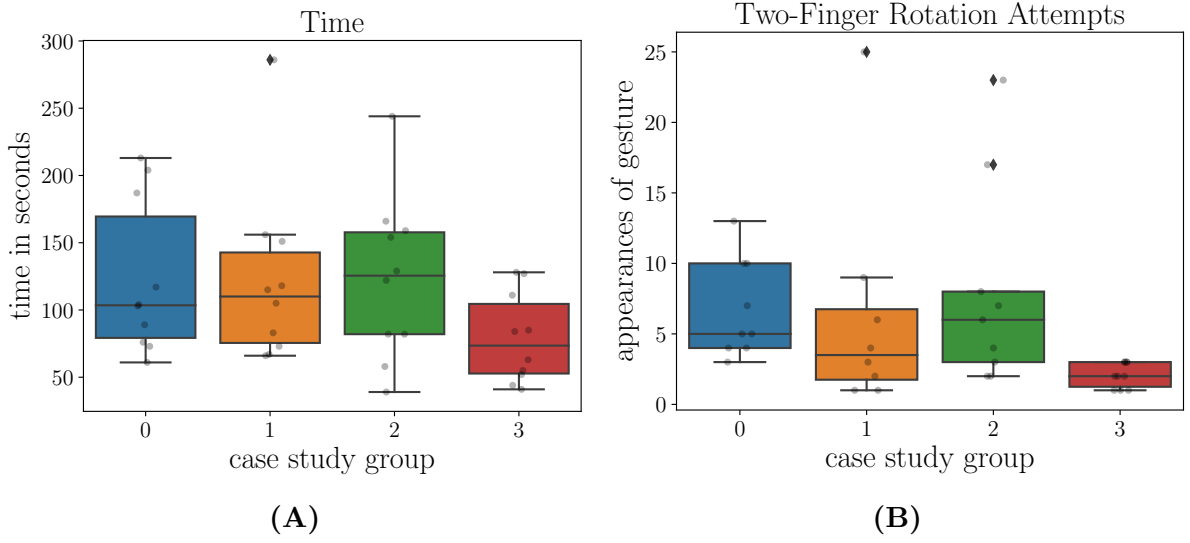 Time
300
250
200
150
100
50
time in seconds
0 1 2 3
case study group
(A)
Two-Finger Rotation Attempts
25
20
15
10
5
0
appearances of gesture
0 1 2 3
case study group
(B)